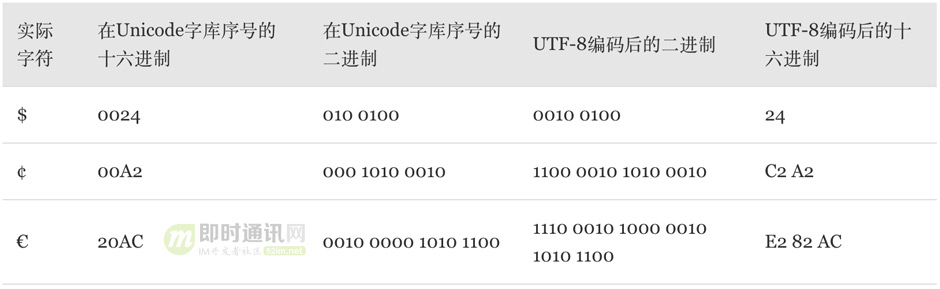 实际字符 在Unicode字库序号的十六进制 在Unicode字库序号的二进制 UTF-8编码后的二进制 UTF-8编码后的十六进制
$ 0024 010 0100 0010 0100 24
¢ 00A2 000 1010 0010 1100 0010 1010 0010 C2 A2
€ 20AC 0010 0000 1010 1100 1110 0010 1000 0010 1010 1100 E2 82 AC
即时通讯网
IM开发者社区 52im.net